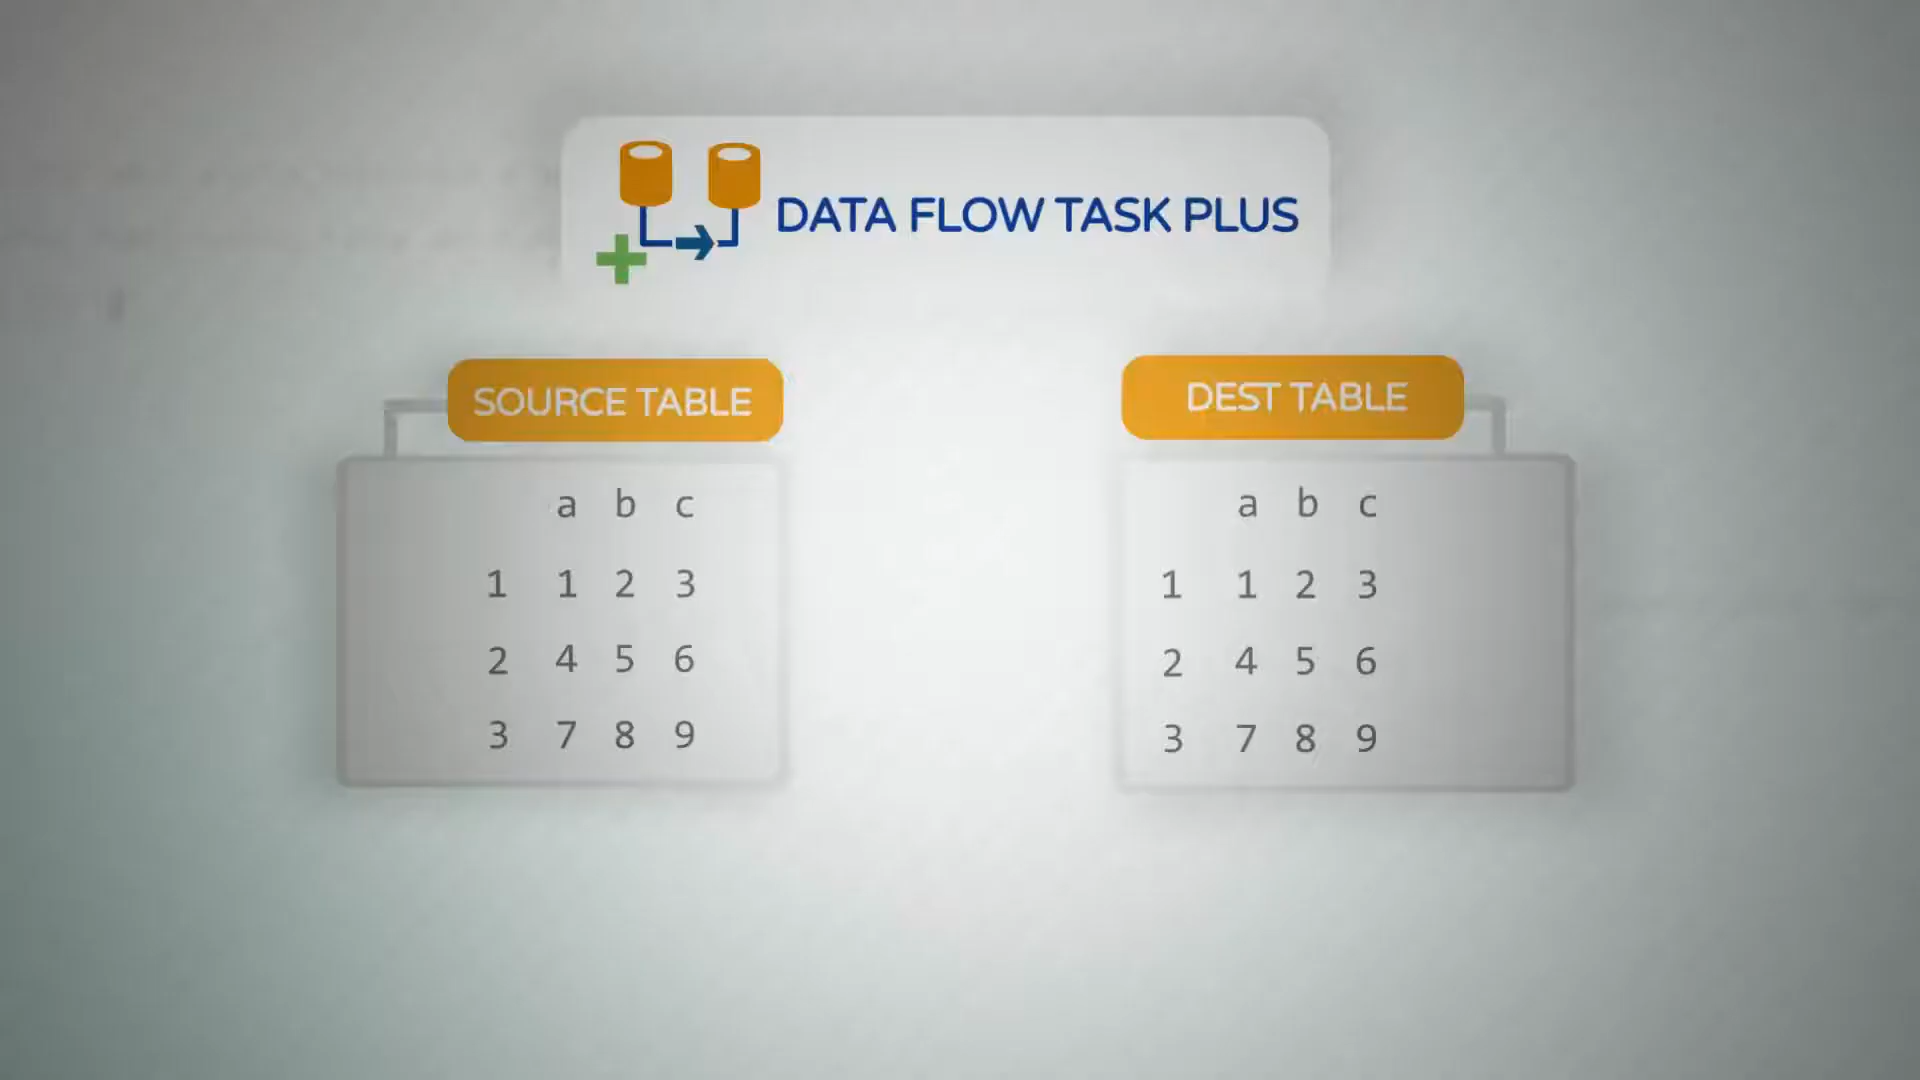 DATA FLOW TASK PLUS
SOURCE TABLE
a b c
1 1 2 3
2 4 5 6
3 7 8 9
DEST TABLE
a b c
1 1 2 3
2 4 5 6
3 7 8 9